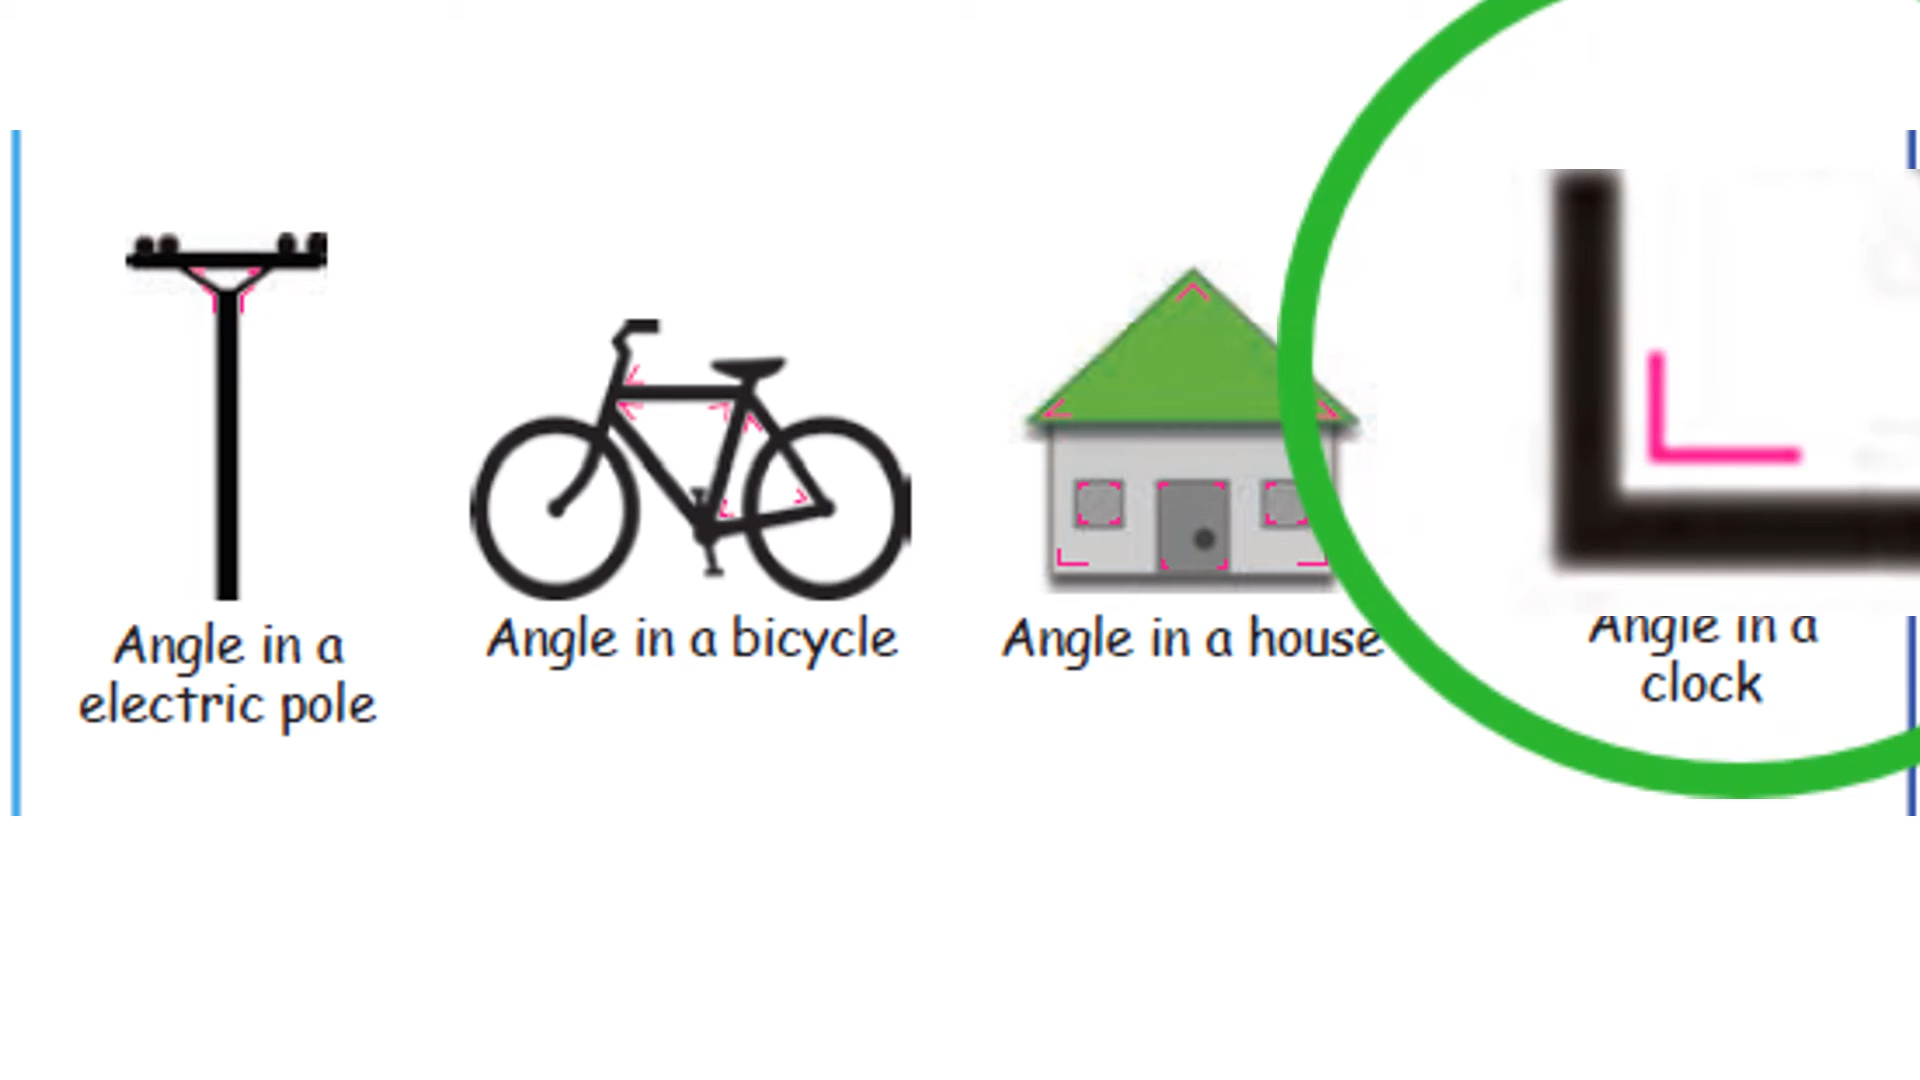 Angle in a
electric pole
Angle in a bicycle
Angle in a house
Angle in a
clock